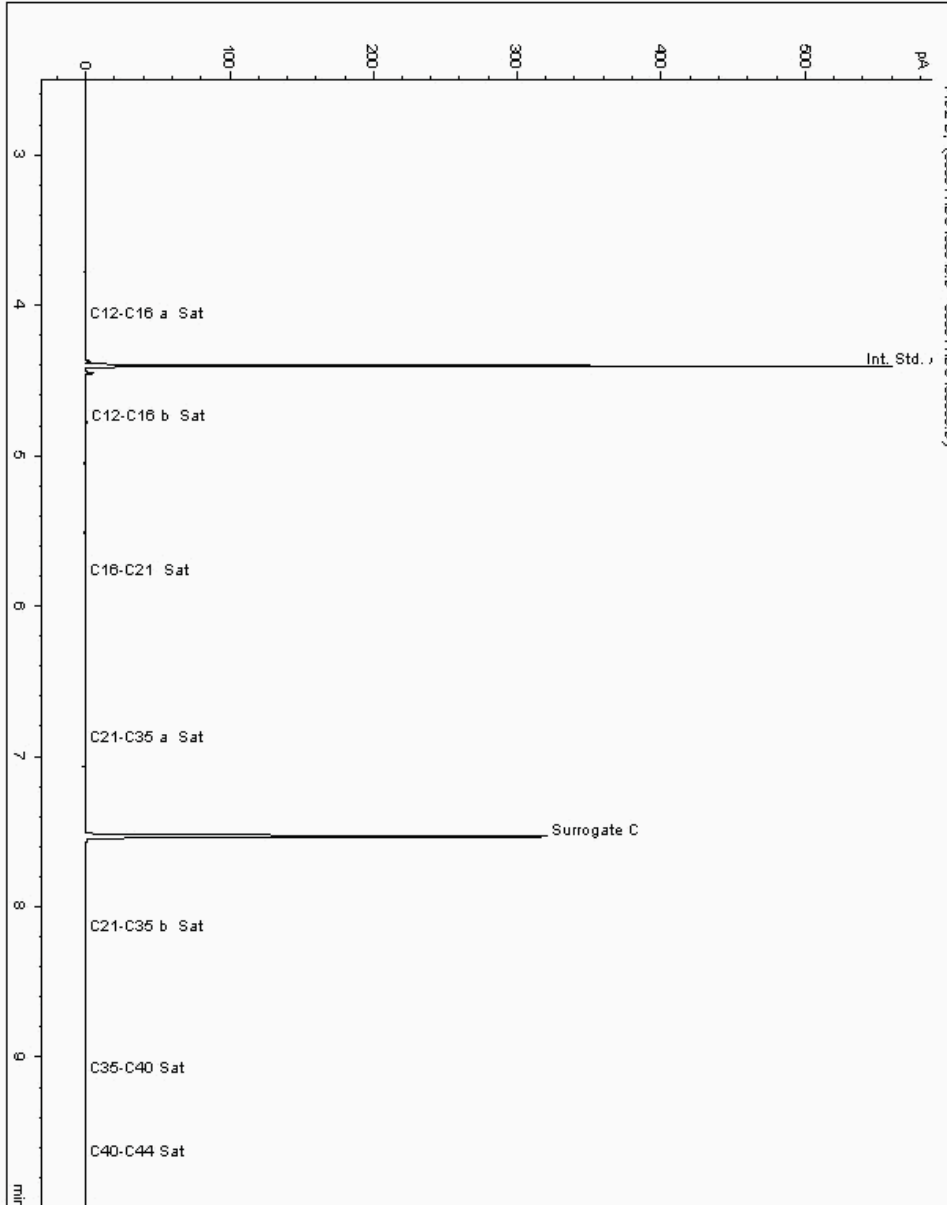 0
100
200
300
400
500
pA
3
C12-C16 a Sat
4
Int. Std.
C12-C16 b Sat
5
C16-C21 Sat
6
C21-C35 a Sat
7
Surrogate C
8
C21-C35 b Sat
9
C35-C40 Sat
C40-C44 Sat